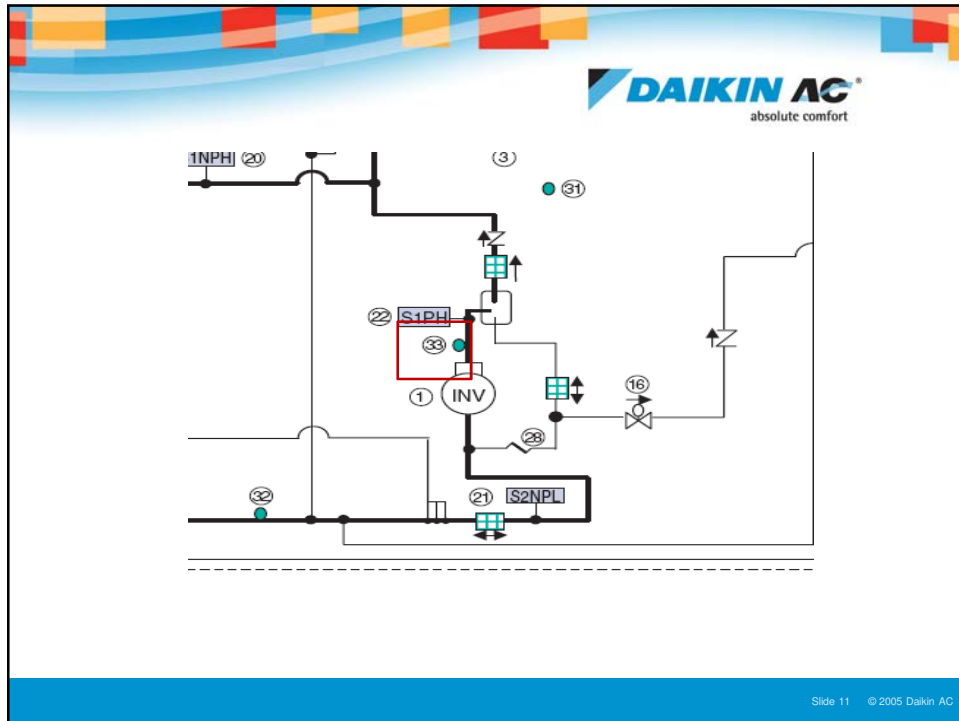 DAIKIN AC®
absolute comfort
1NPH 20
3
31
22 S1PH
33
1 INV
16
28
32
21 S2NPL
Slide 11 © 2005 Daikin AC